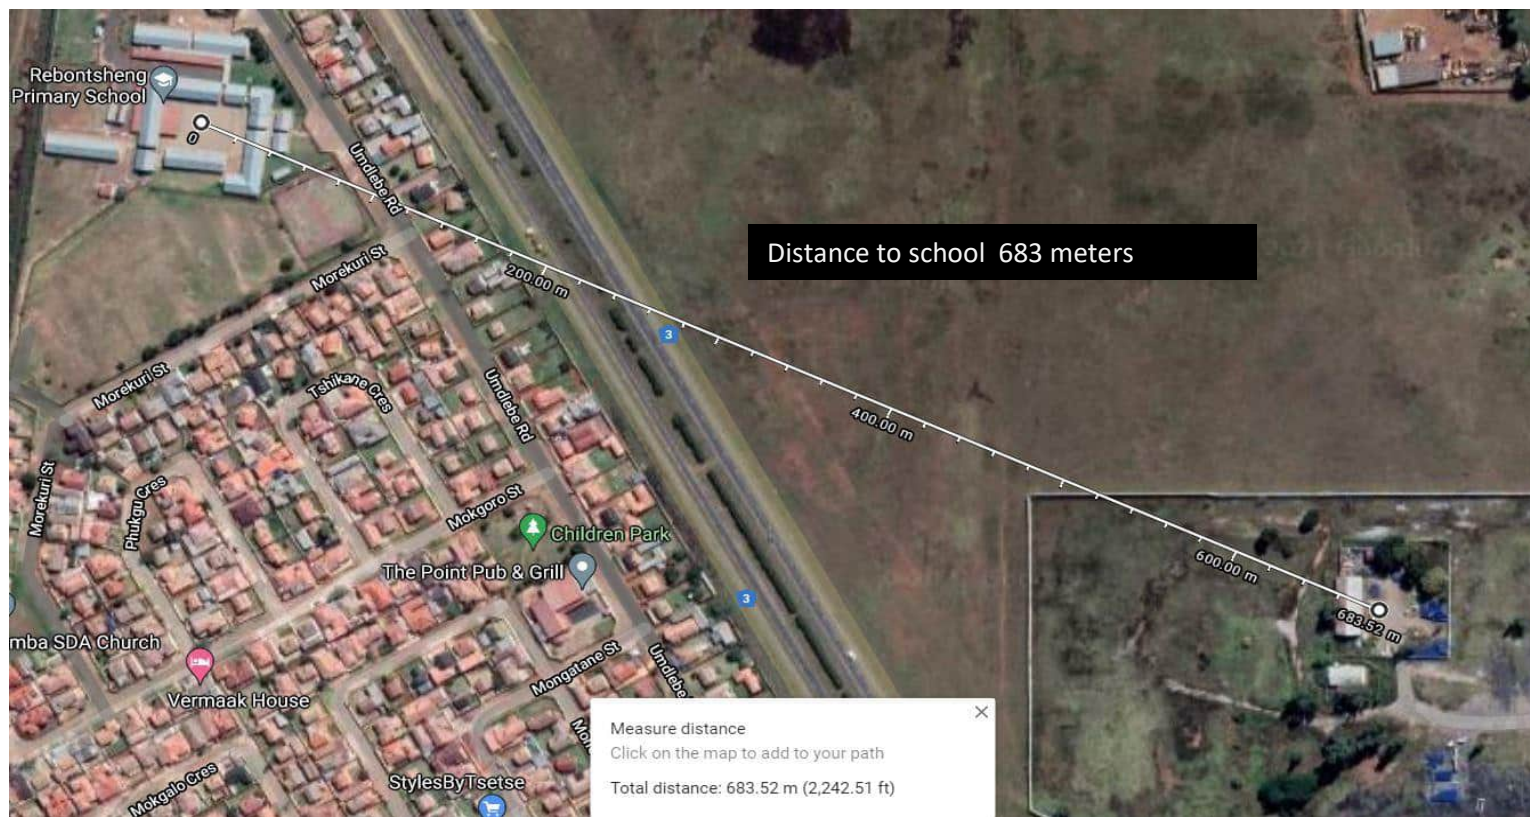 Rebontsheng
Primary School
0
Umdlebe Rd
Distance to school  683 meters
Morekuri St
200.00 m
3
Morekuri St
Tshikane Cres
Umdlebe Rd
400.00 m
Morekuri St
Phukgu Cres
Mokgoro St
Children Park
The Point Pub & Grill
600.00 m
3
683.52 m
mba SDA Church
Vermaak House
Mongatane St
Umdlebe
Measure distance
Click on the map to add to your path
Total distance: 683.52 m (2,242.51 ft)
Mokgalo Cres
StylesByTsetse